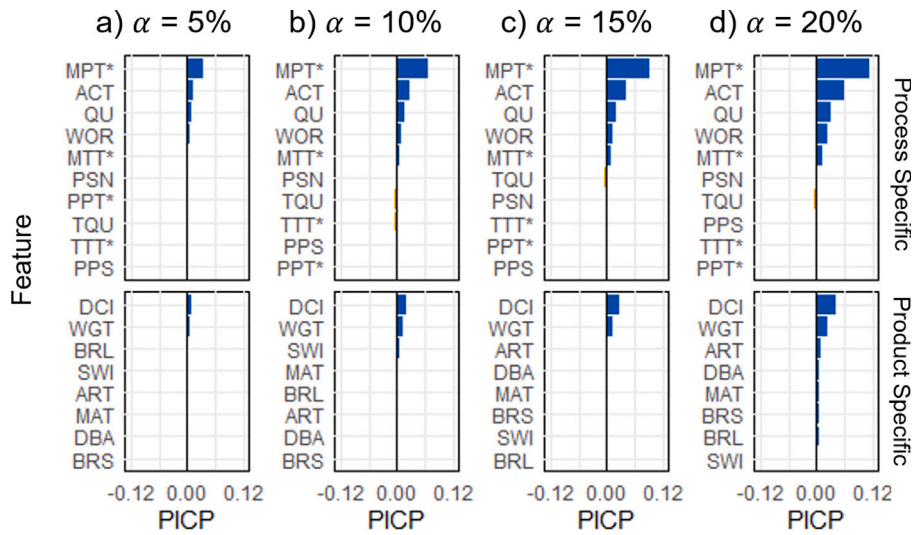 a) α = 5%
b) α = 10%
c) α = 15%
d) α = 20%
Feature
MPT*
ACT
QU
WOR
MTT*
PSN
PPT*
TQU
TTT*
PPS
MPT*
ACT
QU
WOR
MTT*
PSN
TQU
TTT*
PPS
PPT*
MPT*
ACT
QU
WOR
MTT*
TQU
PSN
TTT*
PPT*
PPS
MPT*
ACT
QU
WOR
MTT*
PSN
TQU
PPS
TTT*
PPT*
Process Specific
DCI
WGT
BRL
SWI
ART
MAT
DBA
BRS
DCI
WGT
SWI
MAT
BRL
ART
DBA
BRS
DCI
WGT
ART
DBA
MAT
BRS
SWI
BRL
DCI
WGT
ART
DBA
MAT
BRS
BRL
SWI
Product Specific
-0.12 0.00 0.12
-0.12 0.00 0.12
-0.12 0.00 0.12
-0.12 0.00 0.12
PICP
PICP
PICP
PICP